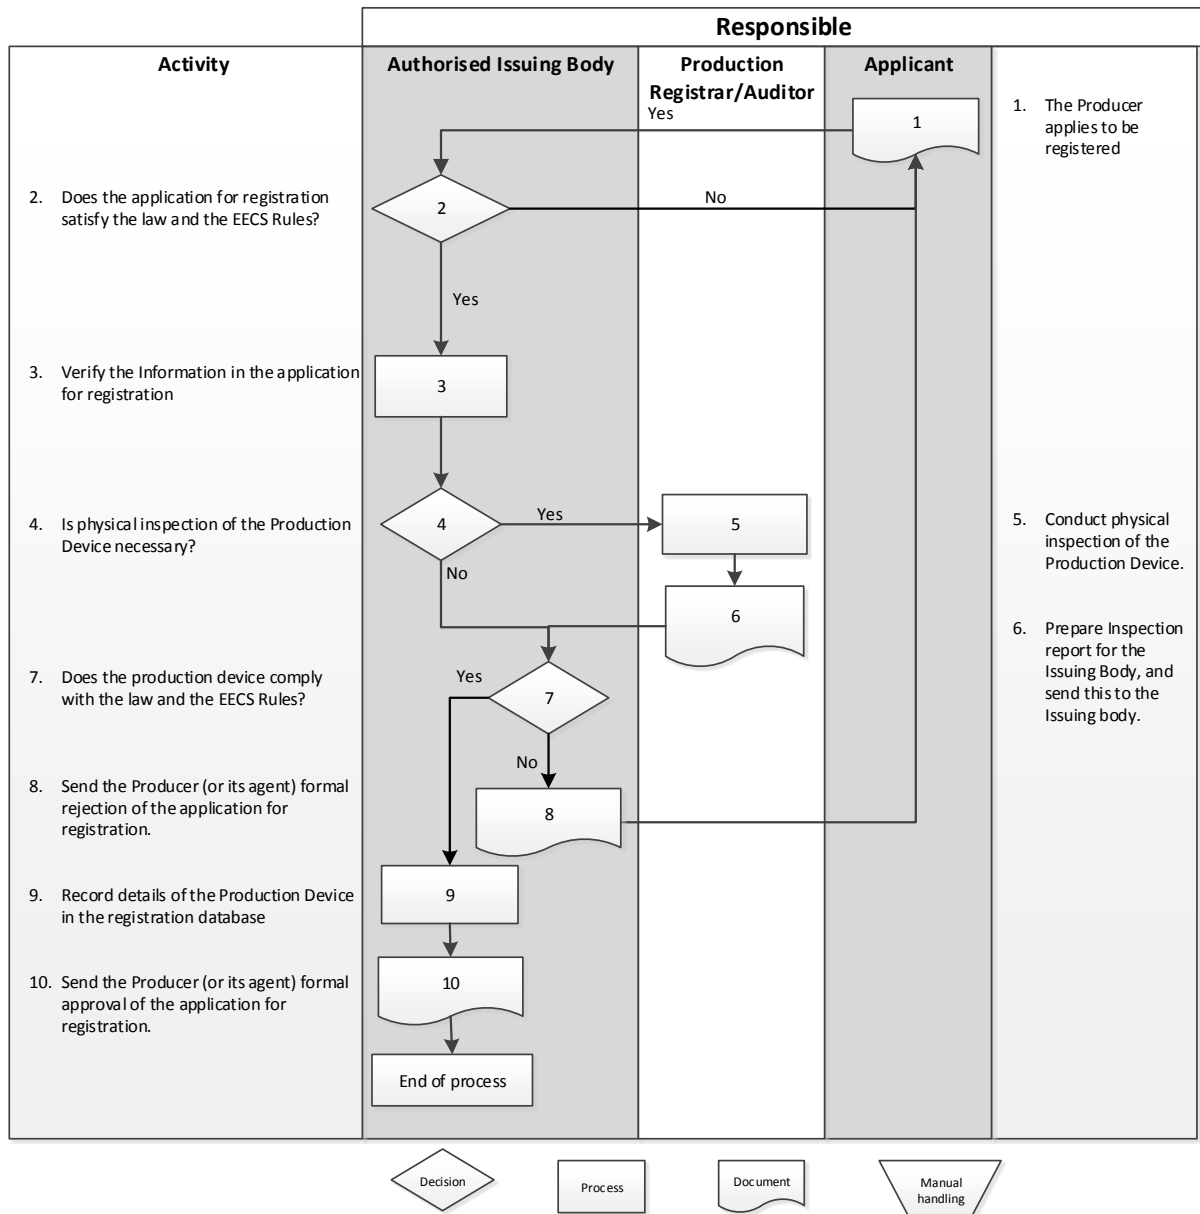 Responsible
Activity
Authorised Issuing Body
Production
Registrar/Auditor
Applicant
Yes
1
1. The Producer
applies to be
registered
2. Does the application for registration
satisfy the law and the EECS Rules?
2
No
Yes
3. Verify the Information in the application
for registration
3
4. Is physical inspection of the Production
Device necessary?
4
Yes
5
5. Conduct physical
inspection of the
Production Device.
No
6
6. Prepare Inspection
report for the
Issuing Body, and
send this to the
Issuing body.
7. Does the production device comply
with the law and the EECS Rules?
Yes
7
No
8. Send the Producer (or its agent) formal
rejection of the application for
registration.
8
9. Record details of the Production Device
in the registration database
9
10. Send the Producer (or its agent) formal
approval of the application for
registration.
10
End of process
Decision
Process
Document
Manual
handling